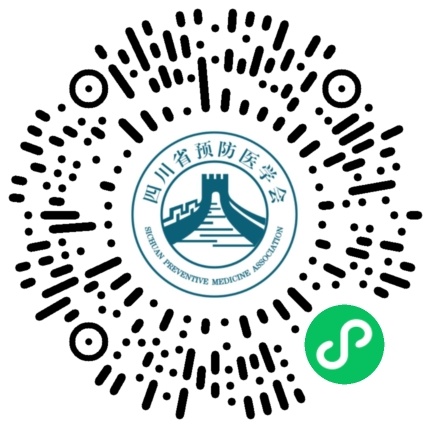 四川省预防医学会
SICHUAN PREVENTIVE MEDICINE ASSOCIATION